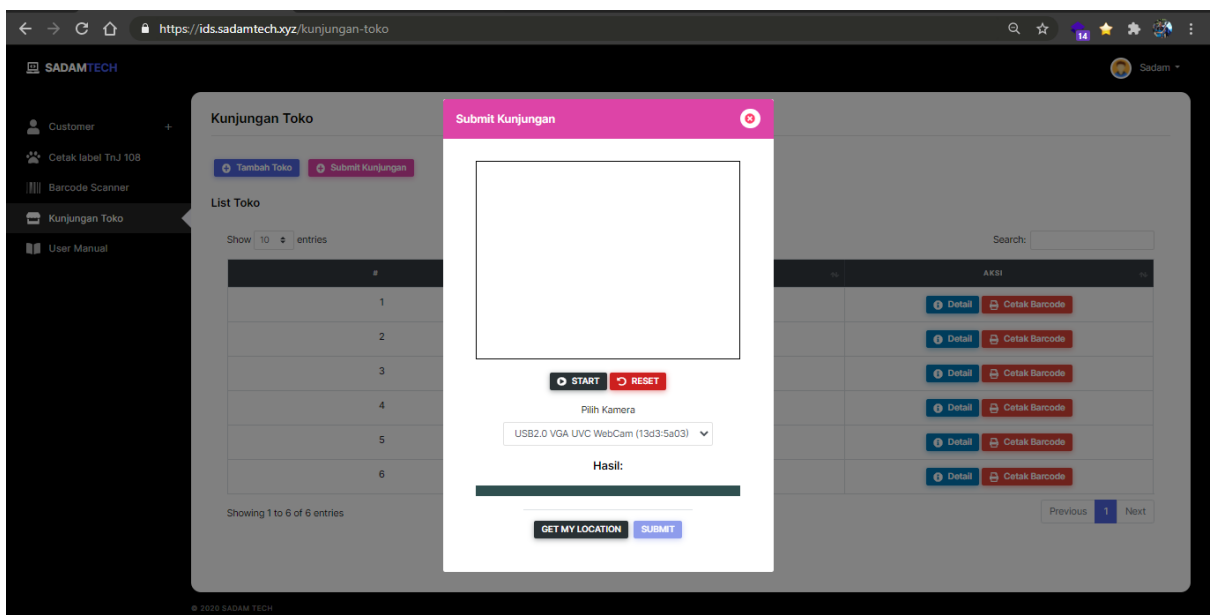 https://ids.sadamtech.xyz/kunjungan-toko
14
SADAMTECH
Sadam
Customer +
Cetak label TnJ 108
Barcode Scanner
Kunjungan Toko
User Manual
Kunjungan Toko
Tambah Toko Submit Kunjungan
List Toko
Show 10 entries
Search:
# AKSI
1 Detail Cetak Barcode
2 Detail Cetak Barcode
3 Detail Cetak Barcode
4 Detail Cetak Barcode
5 Detail Cetak Barcode
6 Detail Cetak Barcode
Showing 1 to 6 of 6 entries
Previous 1 Next
Submit Kunjungan
START RESET
Pilih Kamera
USB2.0 VGA UVC WebCam (13d3:5a03)
Hasil:
GET MY LOCATION SUBMIT
© 2020 SADAM TECH